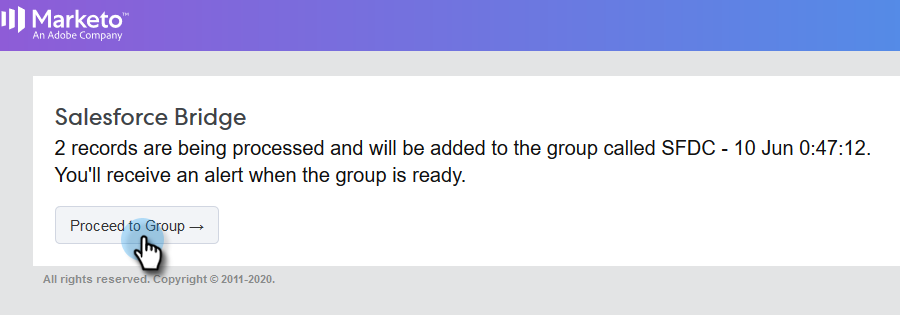 Marketo™
An Adobe Company
Salesforce Bridge
2 records are being processed and will be added to the group called SFDC - 10 Jun 0:47:12.
You'll receive an alert when the group is ready.
Proceed to Group →
All rights reserved. Copyright © 2011-2020.